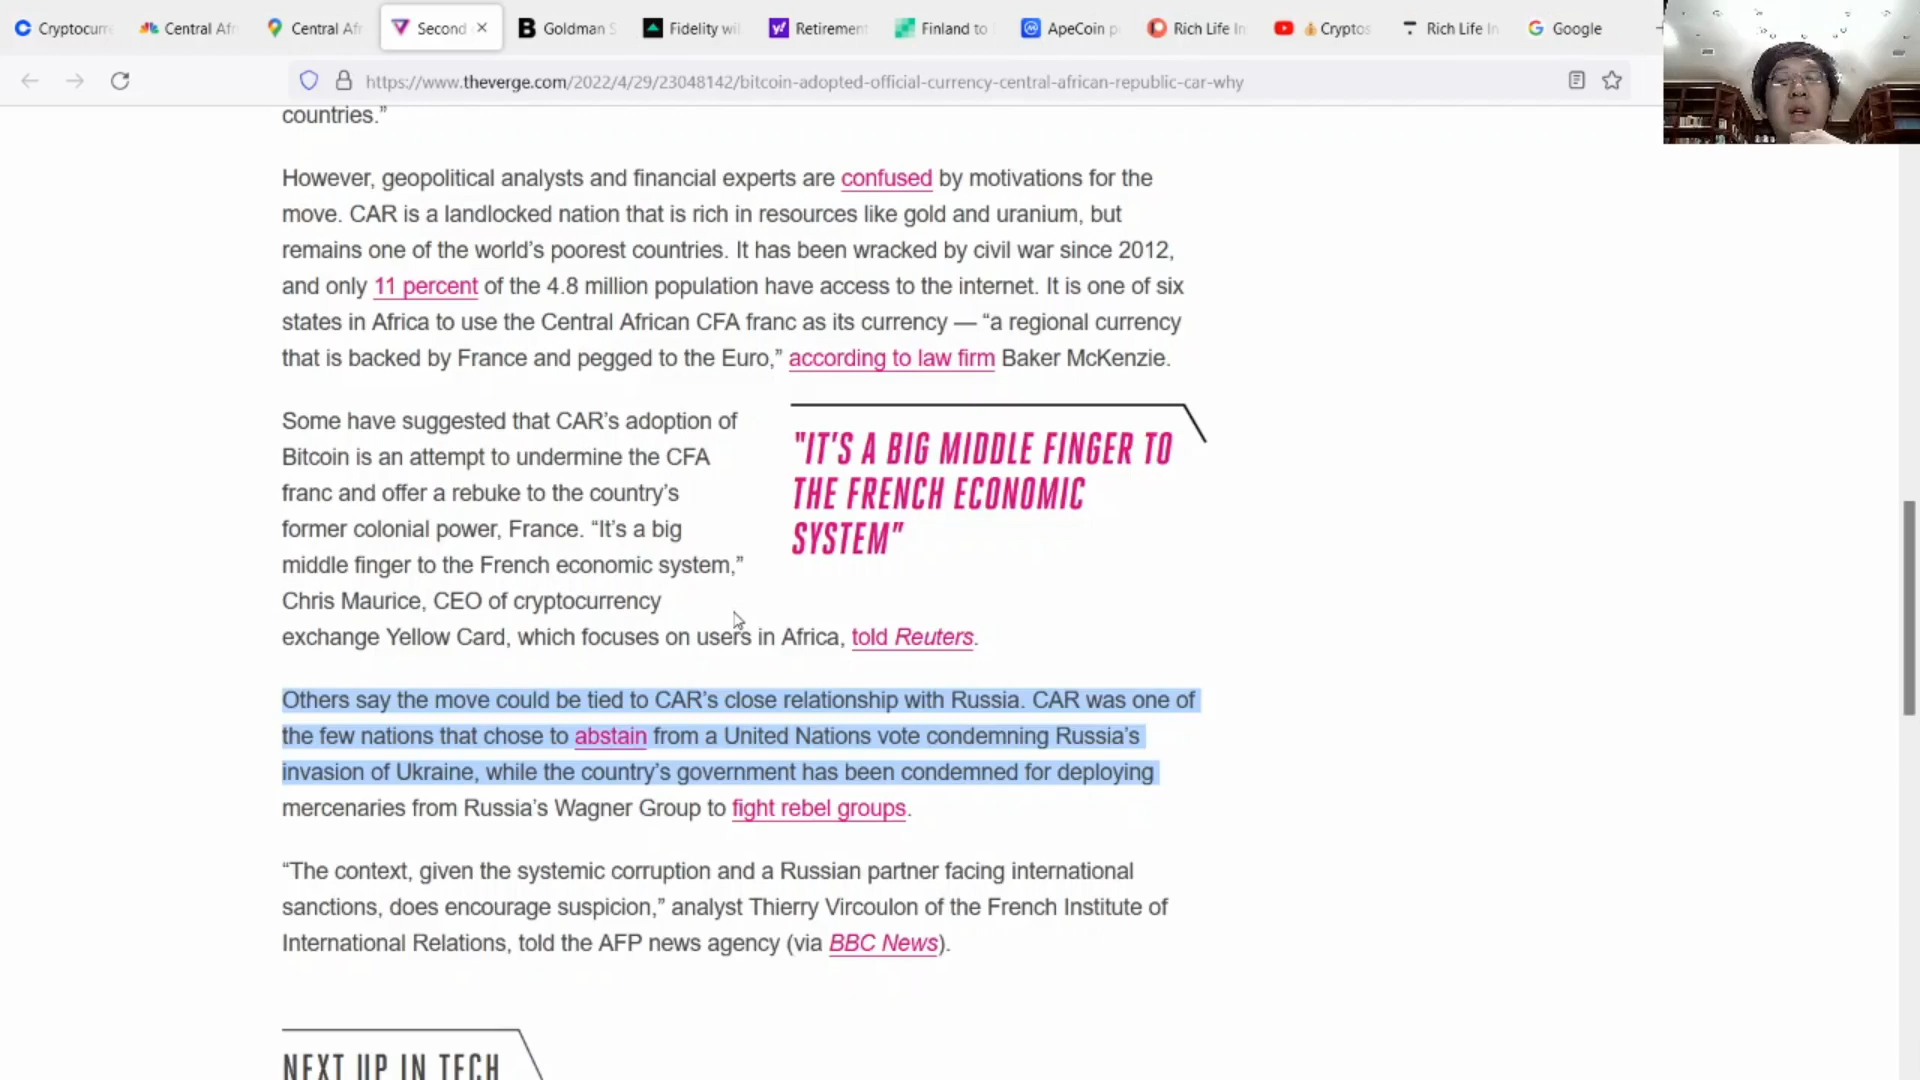 Cryptocurr
Central Afr
Central Afr
Second
Goldman S
Fidelity wil
Retirement
Finland to
ApeCoin p
Rich Life In
Cryptos
Rich Life In
Google
https://www.theverge.com/2022/4/29/23048142/bitcoin-adopted-official-currency-central-african-republic-car-why
countries.”
However, geopolitical analysts and financial experts are confused by motivations for the
move. CAR is a landlocked nation that is rich in resources like gold and uranium, but
remains one of the world’s poorest countries. It has been wracked by civil war since 2012,
and only 11 percent of the 4.8 million population have access to the internet. It is one of six
states in Africa to use the Central African CFA franc as its currency — “a regional currency
that is backed by France and pegged to the Euro,” according to law firm Baker McKenzie.
Some have suggested that CAR’s adoption of
Bitcoin is an attempt to undermine the CFA
franc and offer a rebuke to the country’s
former colonial power, France. “It’s a big
middle finger to the French economic system,”
Chris Maurice, CEO of cryptocurrency
exchange Yellow Card, which focuses on users in Africa, told Reuters.
"IT'S A BIG MIDDLE FINGER TO
THE FRENCH ECONOMIC
SYSTEM"
Others say the move could be tied to CAR’s close relationship with Russia. CAR was one of
the few nations that chose to abstain from a United Nations vote condemning Russia’s
invasion of Ukraine, while the country’s government has been condemned for deploying
mercenaries from Russia’s Wagner Group to fight rebel groups.
“The context, given the systemic corruption and a Russian partner facing international
sanctions, does encourage suspicion,” analyst Thierry Vircoulon of the French Institute of
International Relations, told the AFP news agency (via BBC News).
NEXT UP IN TECH